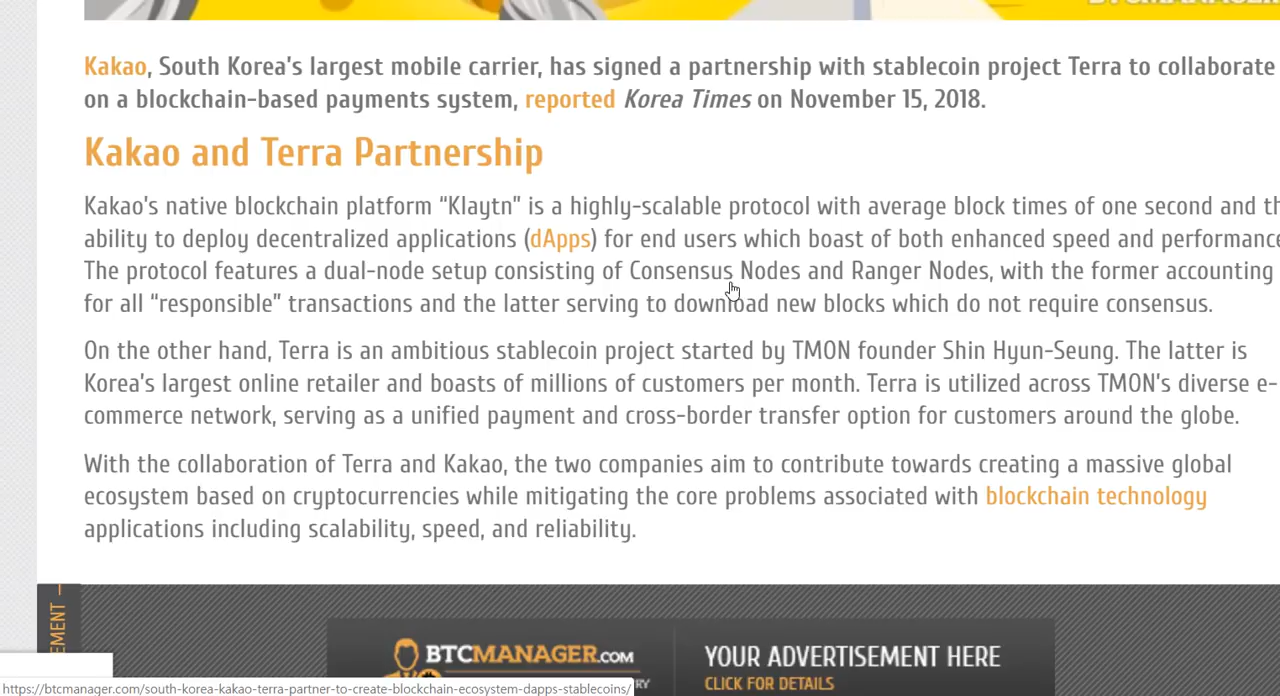 Kakao, South Korea's largest mobile carrier, has signed a partnership with stablecoin project Terra to collaborate
on a blockchain-based payments system, reported Korea Times on November 15, 2018.
Kakao and Terra Partnership
Kakao's native blockchain platform “Klaytn” is a highly-scalable protocol with average block times of one second and
ability to deploy decentralized applications (dApps) for end users which boast of both enhanced speed and performance
The protocol features a dual-node setup consisting of Consensus Nodes and Ranger Nodes, with the former accounting
for all “responsible” transactions and the latter serving to download new blocks which do not require consensus.
On the other hand, Terra is an ambitious stablecoin project started by TMON founder Shin Hyun-Seung. The latter is
Korea's largest online retailer and boasts of millions of customers per month. Terra is utilized across TMON's diverse e-
commerce network, serving as a unified payment and cross-border transfer option for customers around the globe.
With the collaboration of Terra and Kakao, the two companies aim to contribute towards creating a massive global
ecosystem based on cryptocurrencies while mitigating the core problems associated with blockchain technology
applications including scalability, speed, and reliability.
BTCMANAGER.COM
YOUR ADVERTISEMENT HERE
CLICK FOR DETAILS
https://btcmanager.com/south-korea-kakao-terra-partner-to-create-blockchain-ecosystem-dapps-stablecoins/